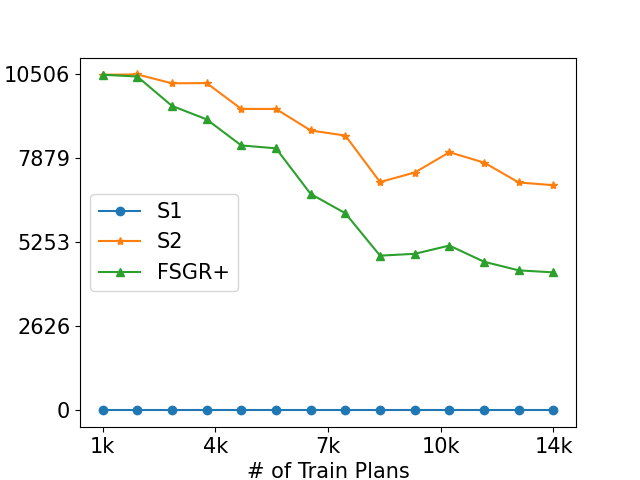 10506
7879
5253
2626
0
S1
S2
FSGR+
1k 4k 7k 10k 14k
# of Train Plans